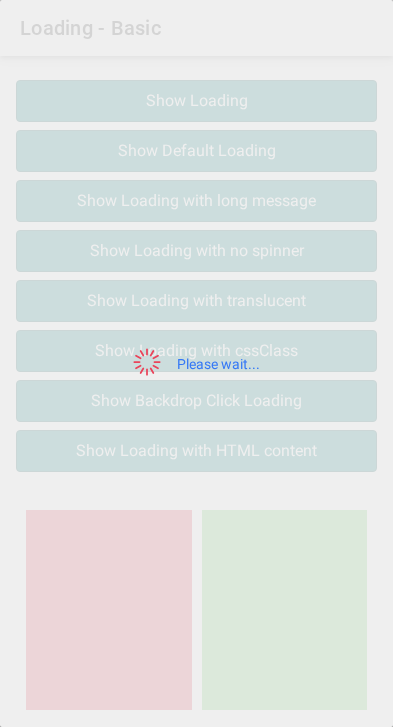 Loading - Basic
Show Loading
Show Default Loading
Show Loading with long message
Show Loading with no spinner
Show Loading with translucent
Show Loading with cssClass
Please wait...
Show Backdrop Click Loading
Show Loading with HTML content